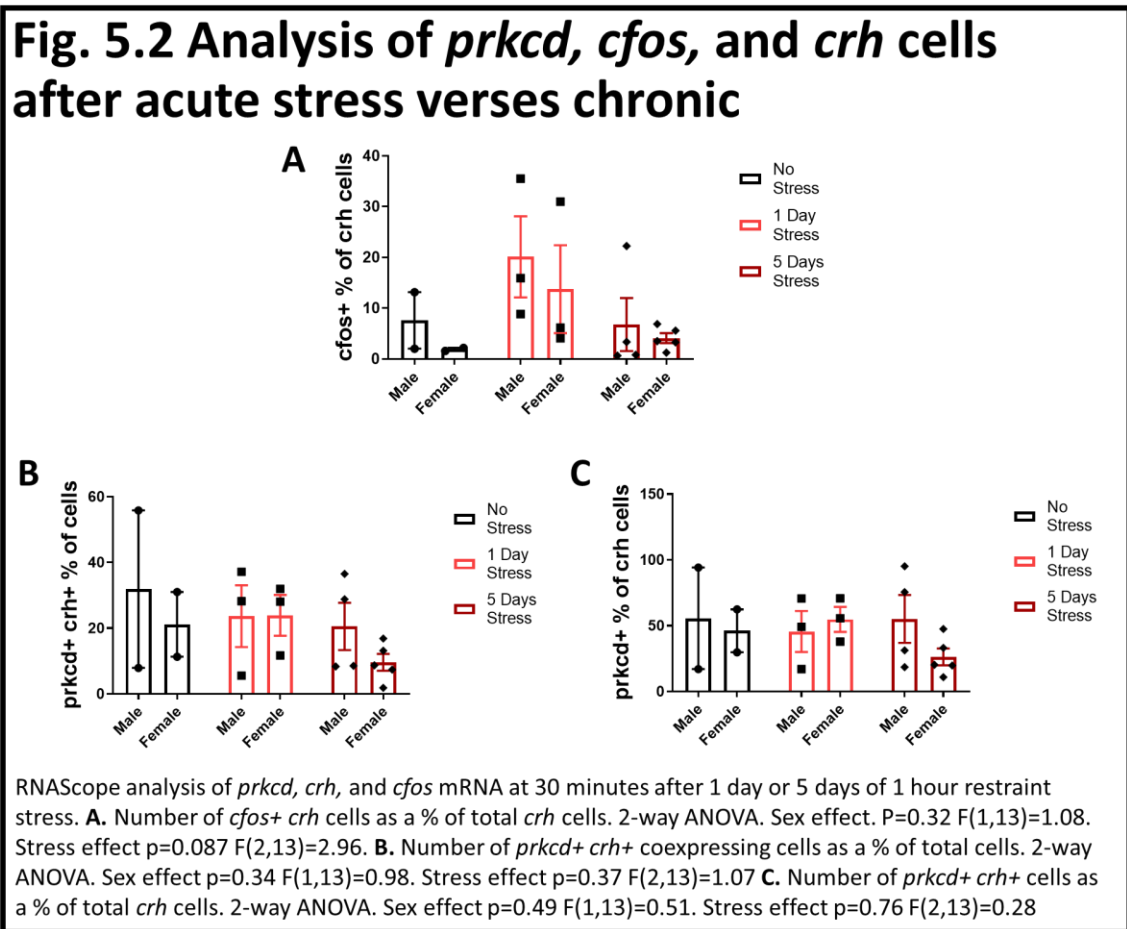 Fig. 5.2 Analysis of prkcd, cfos, and crh cells
after acute stress verses chronic
A
cfos+ % of crh cells
40
30
20
10
0
Male
Female
Male
Female
Male
Female
No
Stress
1 Day
Stress
5 Days
Stress
B
prkcd+ crh+ % of cells
60
40
20
0
Male
Female
Male
Female
Male
Female
No
Stress
1 Day
Stress
5 Days
Stress
C
prkcd+ % of crh cells
150
100
50
0
Male
Female
Male
Female
Male
Female
No
Stress
1 Day
Stress
5 Days
Stress
RNAScope analysis of prkcd, crh, and cfos mRNA at 30 minutes after 1 day or 5 days of 1 hour restraint
stress. A. Number of cfos+ crh cells as a % of total crh cells. 2-way ANOVA. Sex effect. P=0.32 F(1,13)=1.08.
Stress effect p=0.087 F(2,13)=2.96. B. Number of prkcd+ crh+ coexpressing cells as a % of total cells. 2-way
ANOVA. Sex effect p=0.34 F(1,13)=0.98. Stress effect p=0.37 F(2,13)=1.07 C. Number of prkcd+ crh+ cells as
a % of total crh cells. 2-way ANOVA. Sex effect p=0.49 F(1,13)=0.51. Stress effect p=0.76 F(2,13)=0.28